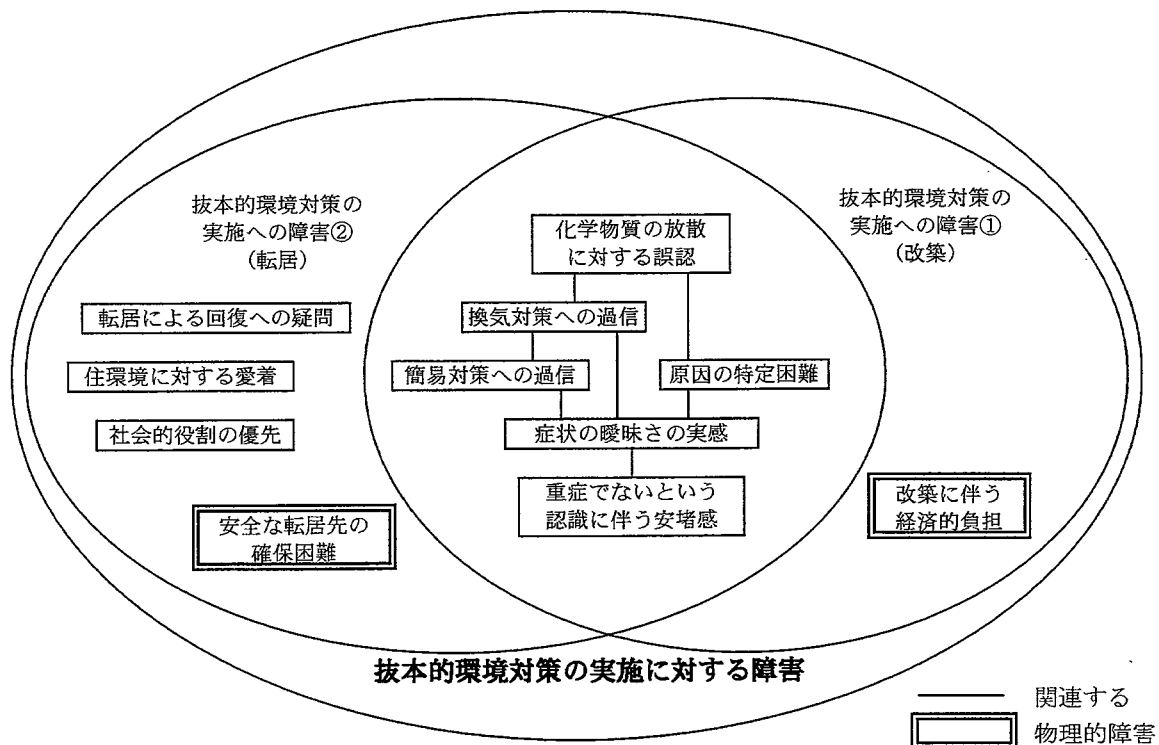 抜本的環境対策の
実施への障害②
（転居）
転居による回復への疑問
住環境に対する愛着
社会的役割の優先
安全な転居先の
確保困難
化学物質の放散
に対する誤認
換気対策への過信
簡易対策への過信
原因の特定困難
症状の曖昧さの実感
重症でないという
認識に伴う安堵感
抜本的環境対策の
実施への障害①
（改築）
改築に伴う
経済的負担
抜本的環境対策の実施に対する障害
関連する
物理的障害